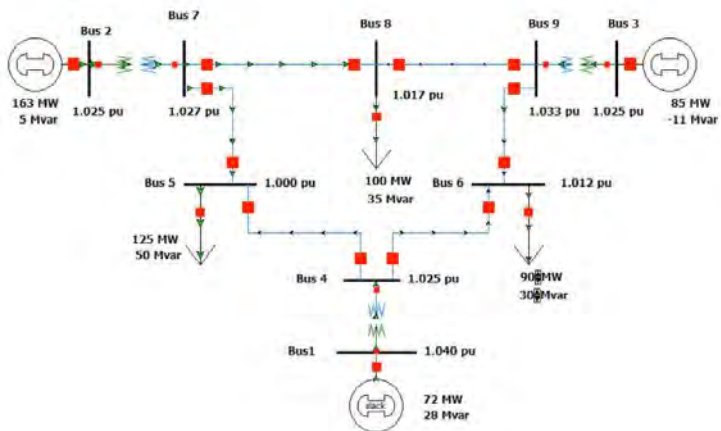 Bus 2
Bus 7
Bus 8
Bus 9
Bus 3
163 MW
5 Mvar
1.025 pu
1.027 pu
1.017 pu
1.033 pu
1.025 pu
85 MW
-11 Mvar
Bus 5
1.000 pu
100 MW
35 Mvar
Bus 6
1.012 pu
125 MW
50 Mvar
Bus 4
1.025 pu
90 MW
30 Mvar
Bus1
1.040 pu
slack
72 MW
28 Mvar